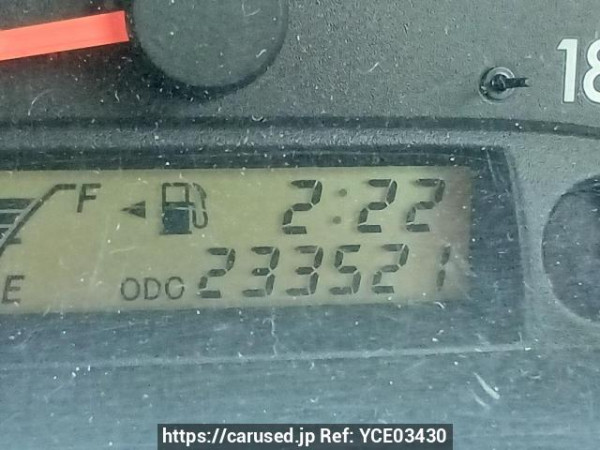 18
F 2:22
E ODO 233521
https://carused.jp Ref: YCE03430